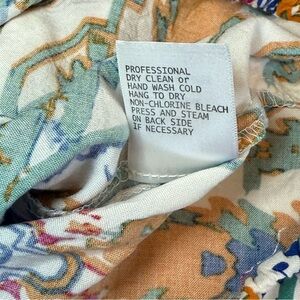 PROFESSIONAL
DRY CLEAN or
HAND WASH COLD
HANG TO DRY
NON-CHLORINE BLEACH
PRESS AND STEAM
ON BACK SIDE
IF NECESSARY